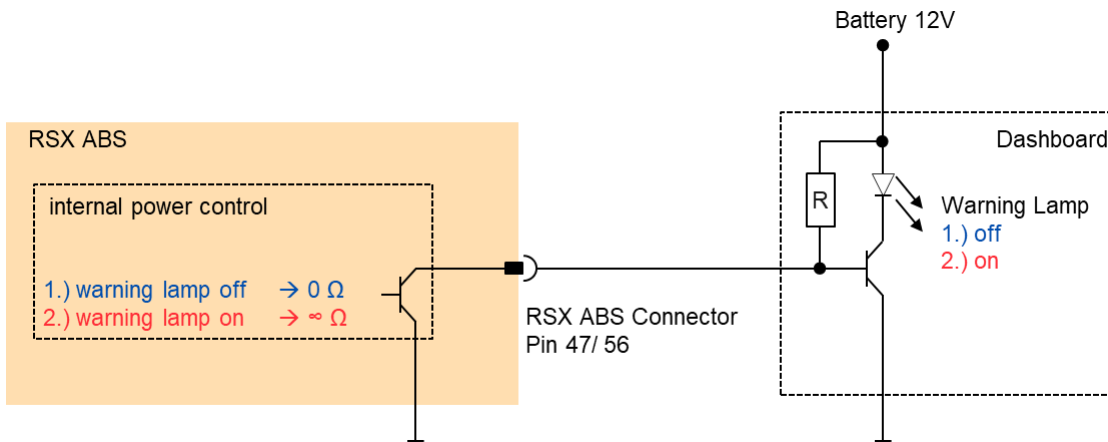 Battery 12V
RSX ABS
Dashboard
internal power control
R
Warning Lamp
1.) off
2.) on
1.) warning lamp off → 0 Ω
2.) warning lamp on → ∞ Ω
RSX ABS Connector
Pin 47/ 56